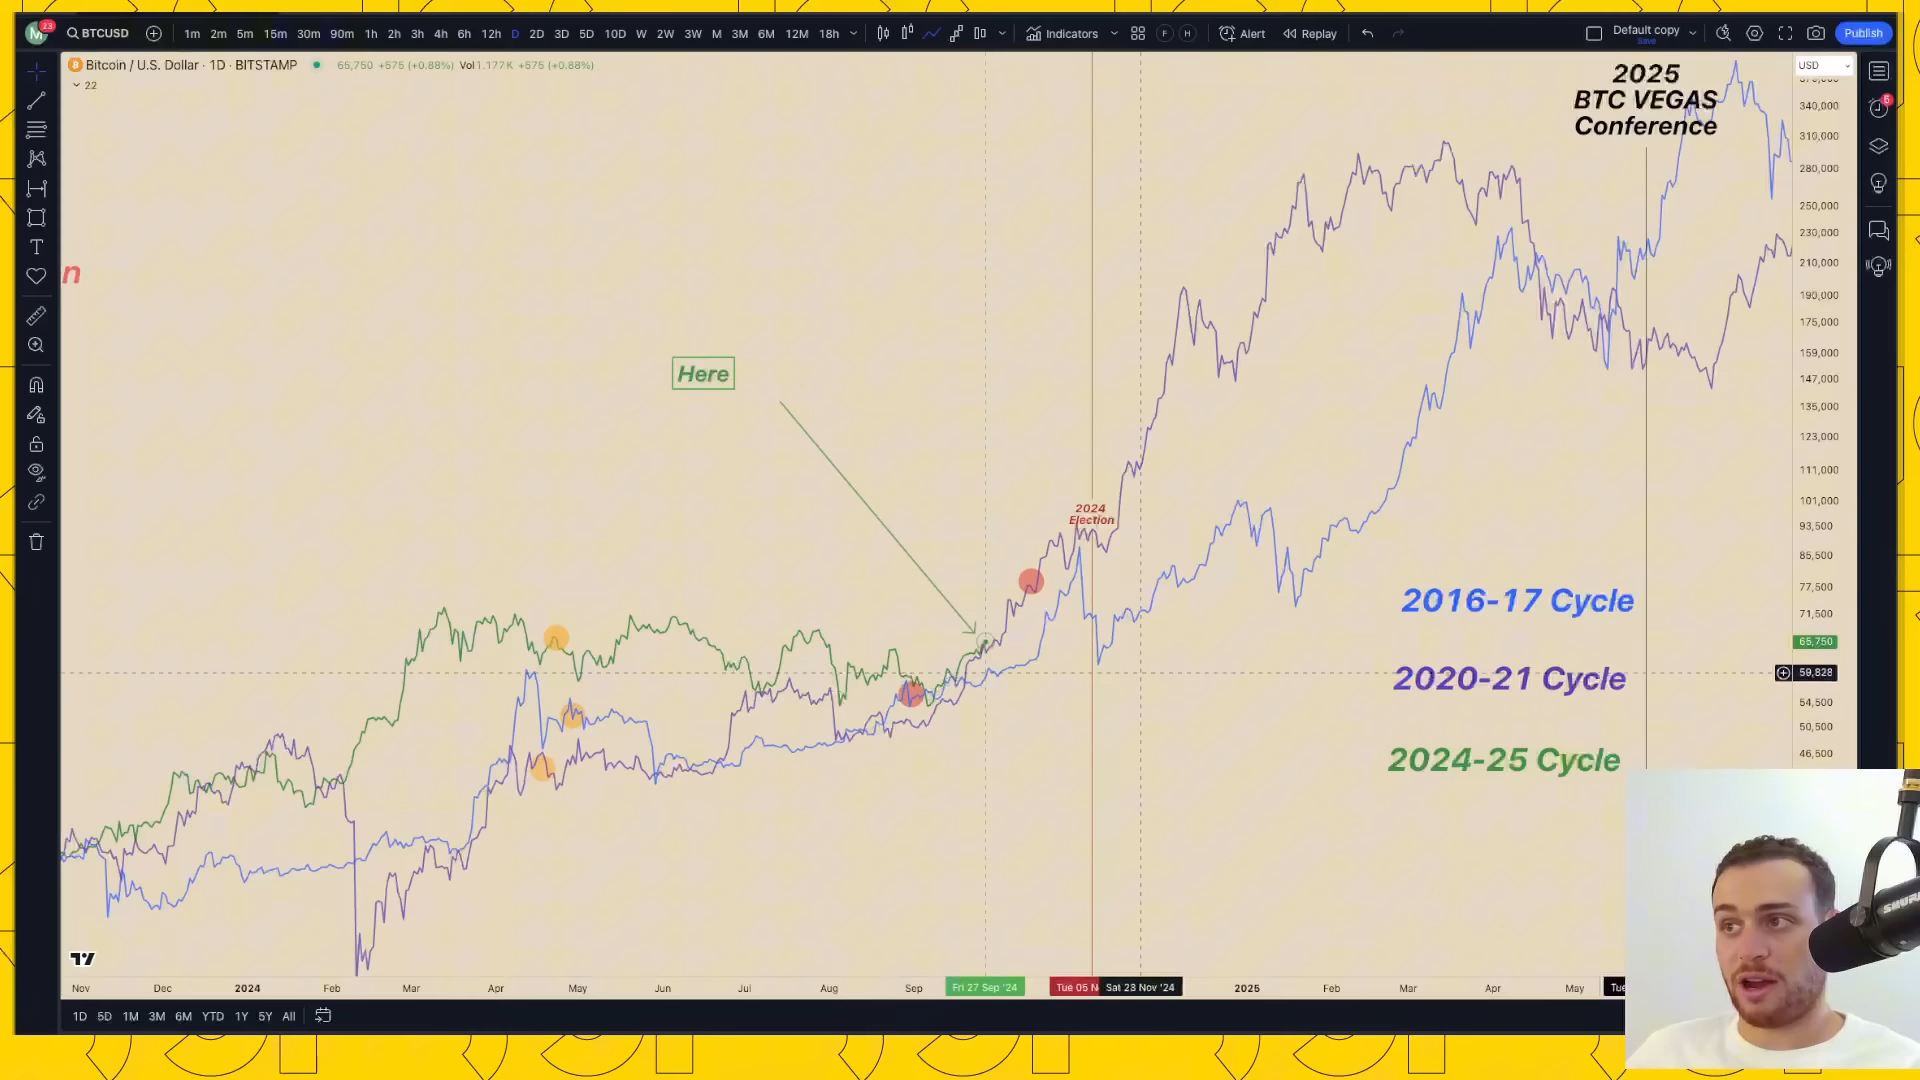 M 23 BTCUSD 1m 2m 5m 15m 30m 90m 1h 2h 3h 4h 6h 12h D 2D 3D 5D 10D W 2W 3W M 3M 6M 12M 18h Indicators F H Alert Replay Default copy Publish
Save
Bitcoin / U.S. Dollar · 1D · BITSTAMP 65,750 +575 (+0.88%) Vol 1.177K +575 (+0.88%)
22
USD
2025
BTC VEGAS
Conference
340,000
310,000
280,000
250,000
230,000
210,000
190,000
175,000
159,000
147,000
135,000
123,000
111,000
101,000
93,500
85,500
77,500
71,500
65,750
59,828
54,500
50,500
46,500
n
Here
2024
Election
2016-17 Cycle
2020-21 Cycle
2024-25 Cycle
Nov Dec 2024 Feb Mar Apr May Jun Jul Aug Sep Fri 27 Sep '24 Tue 05 N Sat 23 Nov '24 2025 Feb Mar Apr May Tue
1D 5D 1M 3M 6M YTD 1Y 5Y All